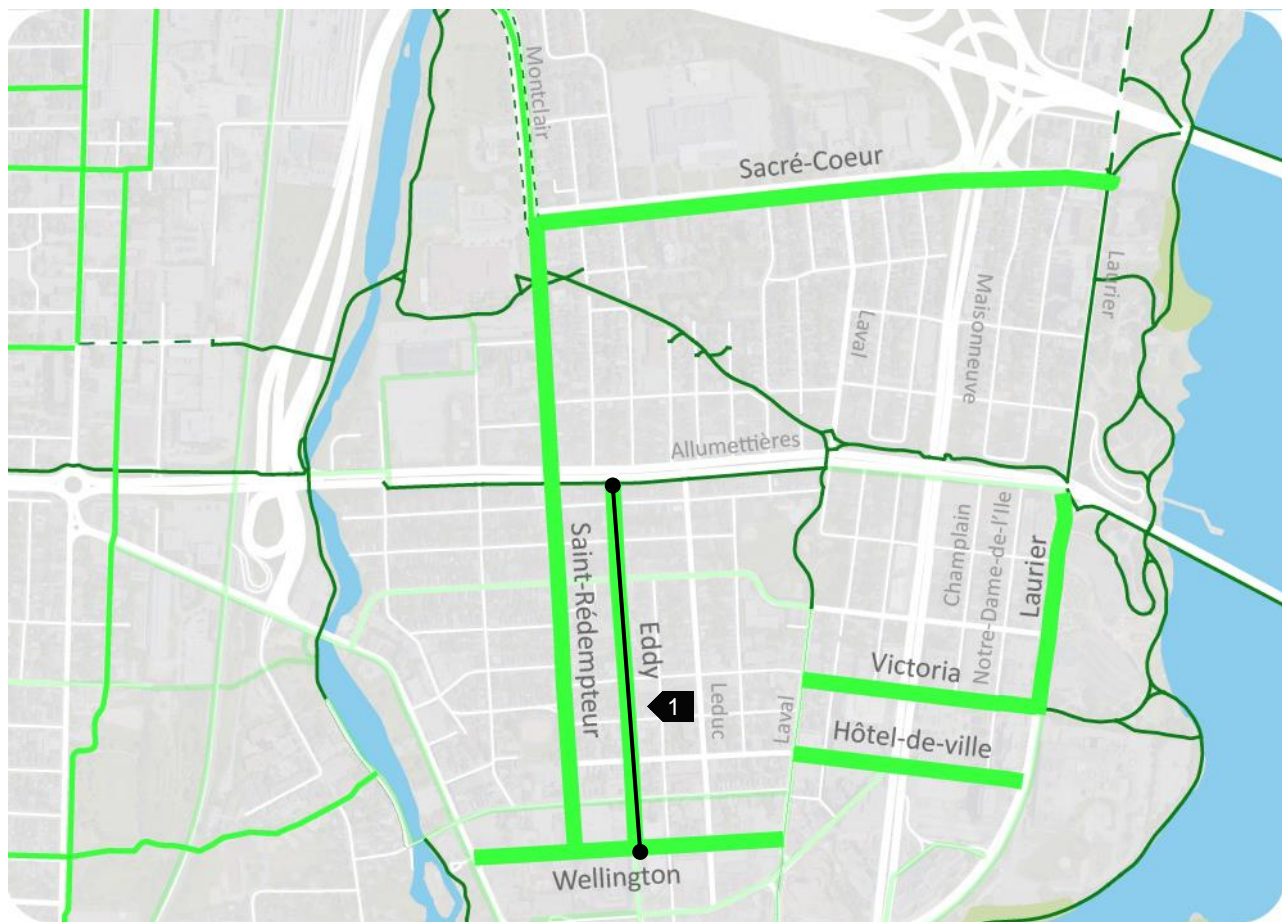 Montclair
Sacré-Coeur
Laurier
Maisonneuve
Laval
Allumettières
Saint-Rédempteur
Eddy
1
Leduc
Laval
Champlain
Notre-Dame-de-l'Ile
Laurier
Victoria
Hôtel-de-ville
Wellington